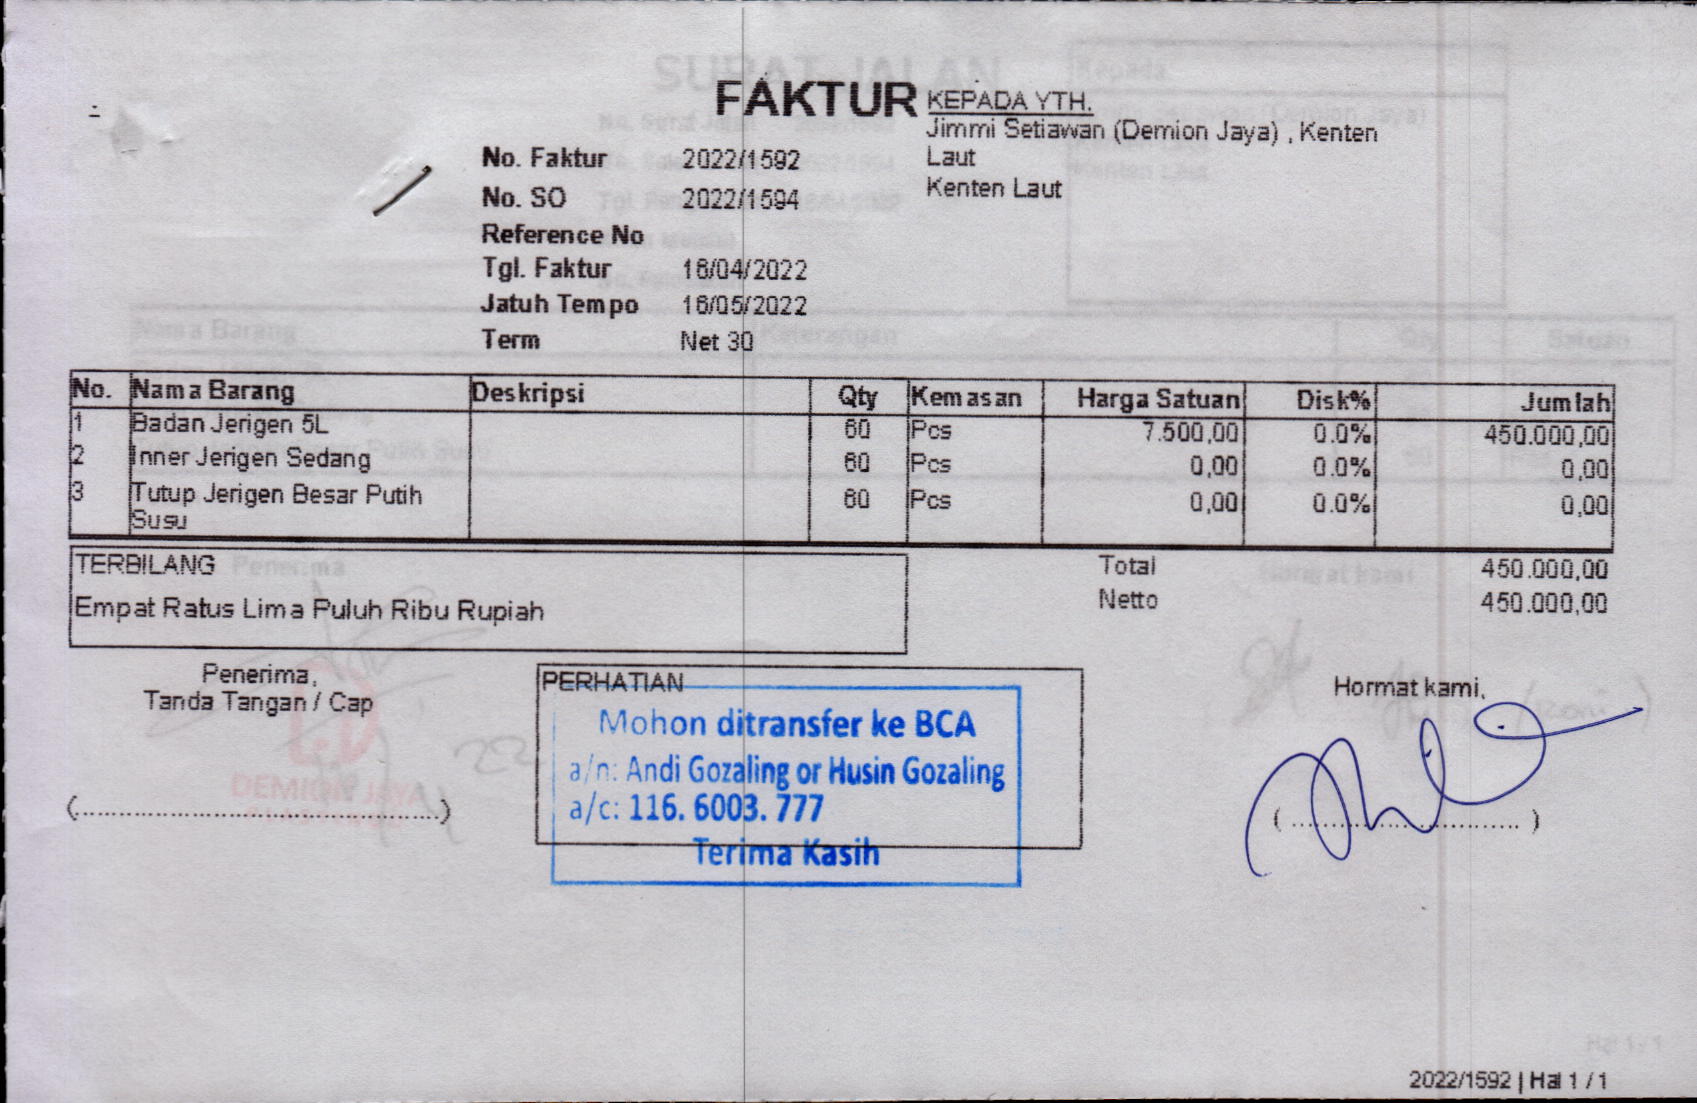 FAKTUR
KEPADA YTH.
Jimmi Setiawan (Demion Jaya) , Kenten
Laut
Kenten Laut
No. Faktur 2022/1592
No. SO 2022/1594
Reference No
Tgl. Faktur 16/04/2022
Jatuh Tempo 16/05/2022
Term Net 30
No. Nama Barang Deskripsi Qty Kemasan Harga Satuan Disk% Jumlah
1 Badan Jerigen 5L 60 Pcs 7.500,00 0.0% 450.000,00
2 Inner Jerigen Sedang 60 Pcs 0,00 0.0% 0,00
3 Tutup Jerigen Besar Putih 60 Pcs 0,00 0.0% 0,00
Susu
TERBILANG
Empat Ratus Lima Puluh Ribu Rupiah
Total 450.000,00
Netto 450.000,00
Penerima,
Tanda Tangan / Cap
PERHATIAN
Mohon ditransfer ke BCA
a/n: Andi Gozaling or Husin Gozaling
a/c: 116. 6003. 777
Terima Kasih
Hormat kami,
DEMION JAYA
2022/1592 | Hal 1 / 1